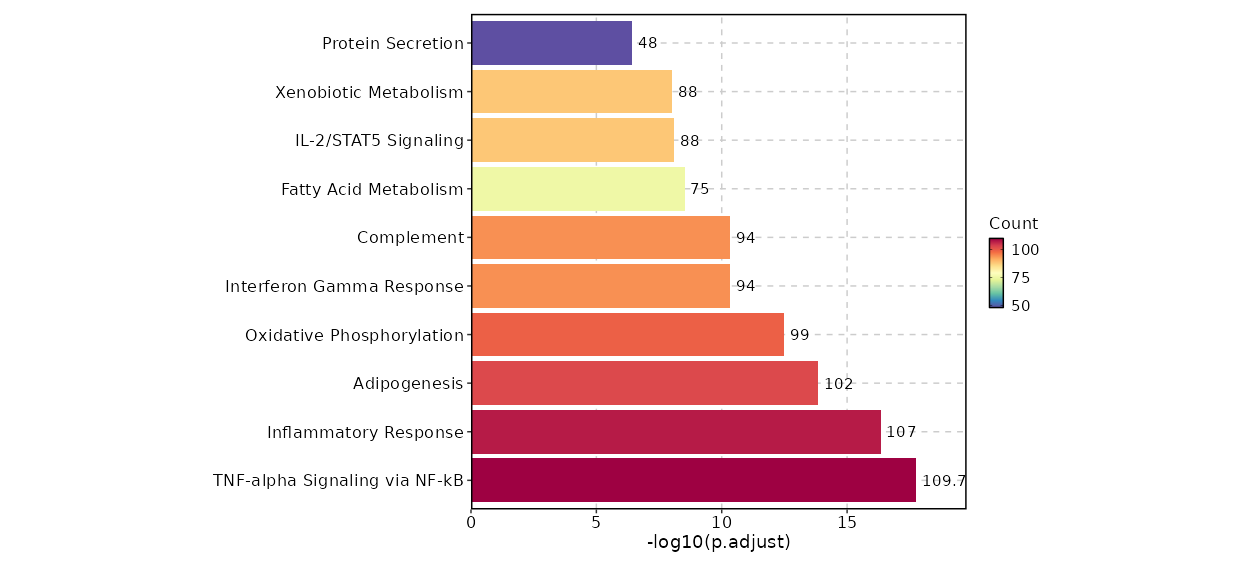 Protein Secretion 48
Xenobiotic Metabolism 88
IL-2/STAT5 Signaling 88
Fatty Acid Metabolism 75
Complement 94
Interferon Gamma Response 94
Oxidative Phosphorylation 99
Adipogenesis 102
Inflammatory Response 107
TNF-alpha Signaling via NF-kB 109.7
0 5 10 15
-log10(p.adjust)
Count
100
75
50